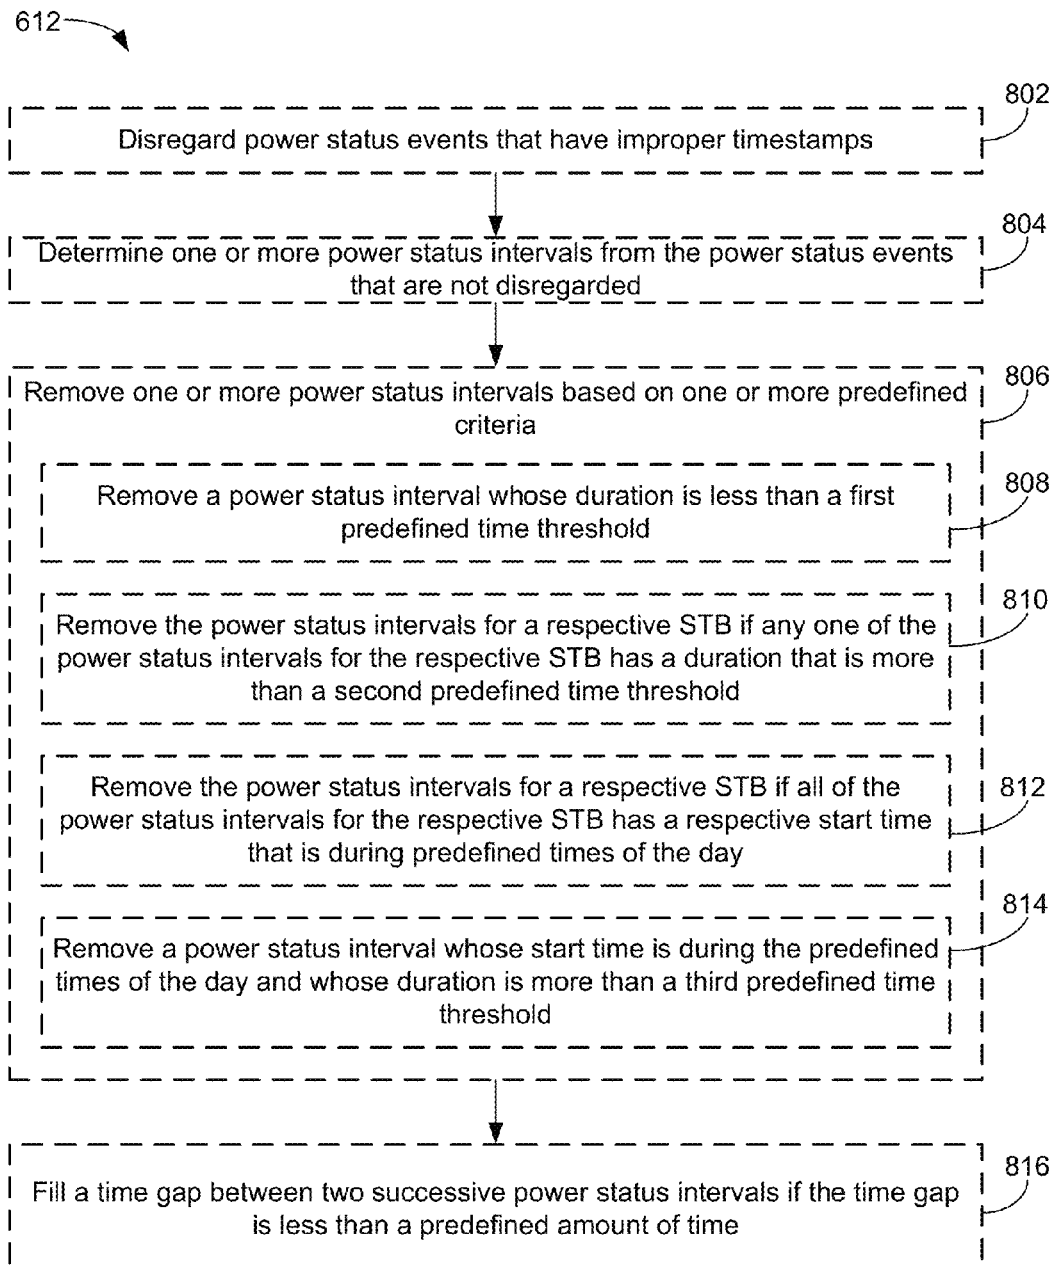 612
802
Disregard power status events that have improper timestamps
804
Determine one or more power status intervals from the power status events
that are not disregarded
806
Remove one or more power status intervals based on one or more predefined
criteria
808
Remove a power status interval whose duration is less than a first
predefined time threshold
810
Remove the power status intervals for a respective STB if any one of the
power status intervals for the respective STB has a duration that is more
than a second predefined time threshold
812
Remove the power status intervals for a respective STB if all of the
power status intervals for the respective STB has a respective start time
that is during predefined times of the day
814
Remove a power status interval whose start time is during the predefined
times of the day and whose duration is more than a third predefined time
threshold
816
Fill a time gap between two successive power status intervals if the time gap
is less than a predefined amount of time